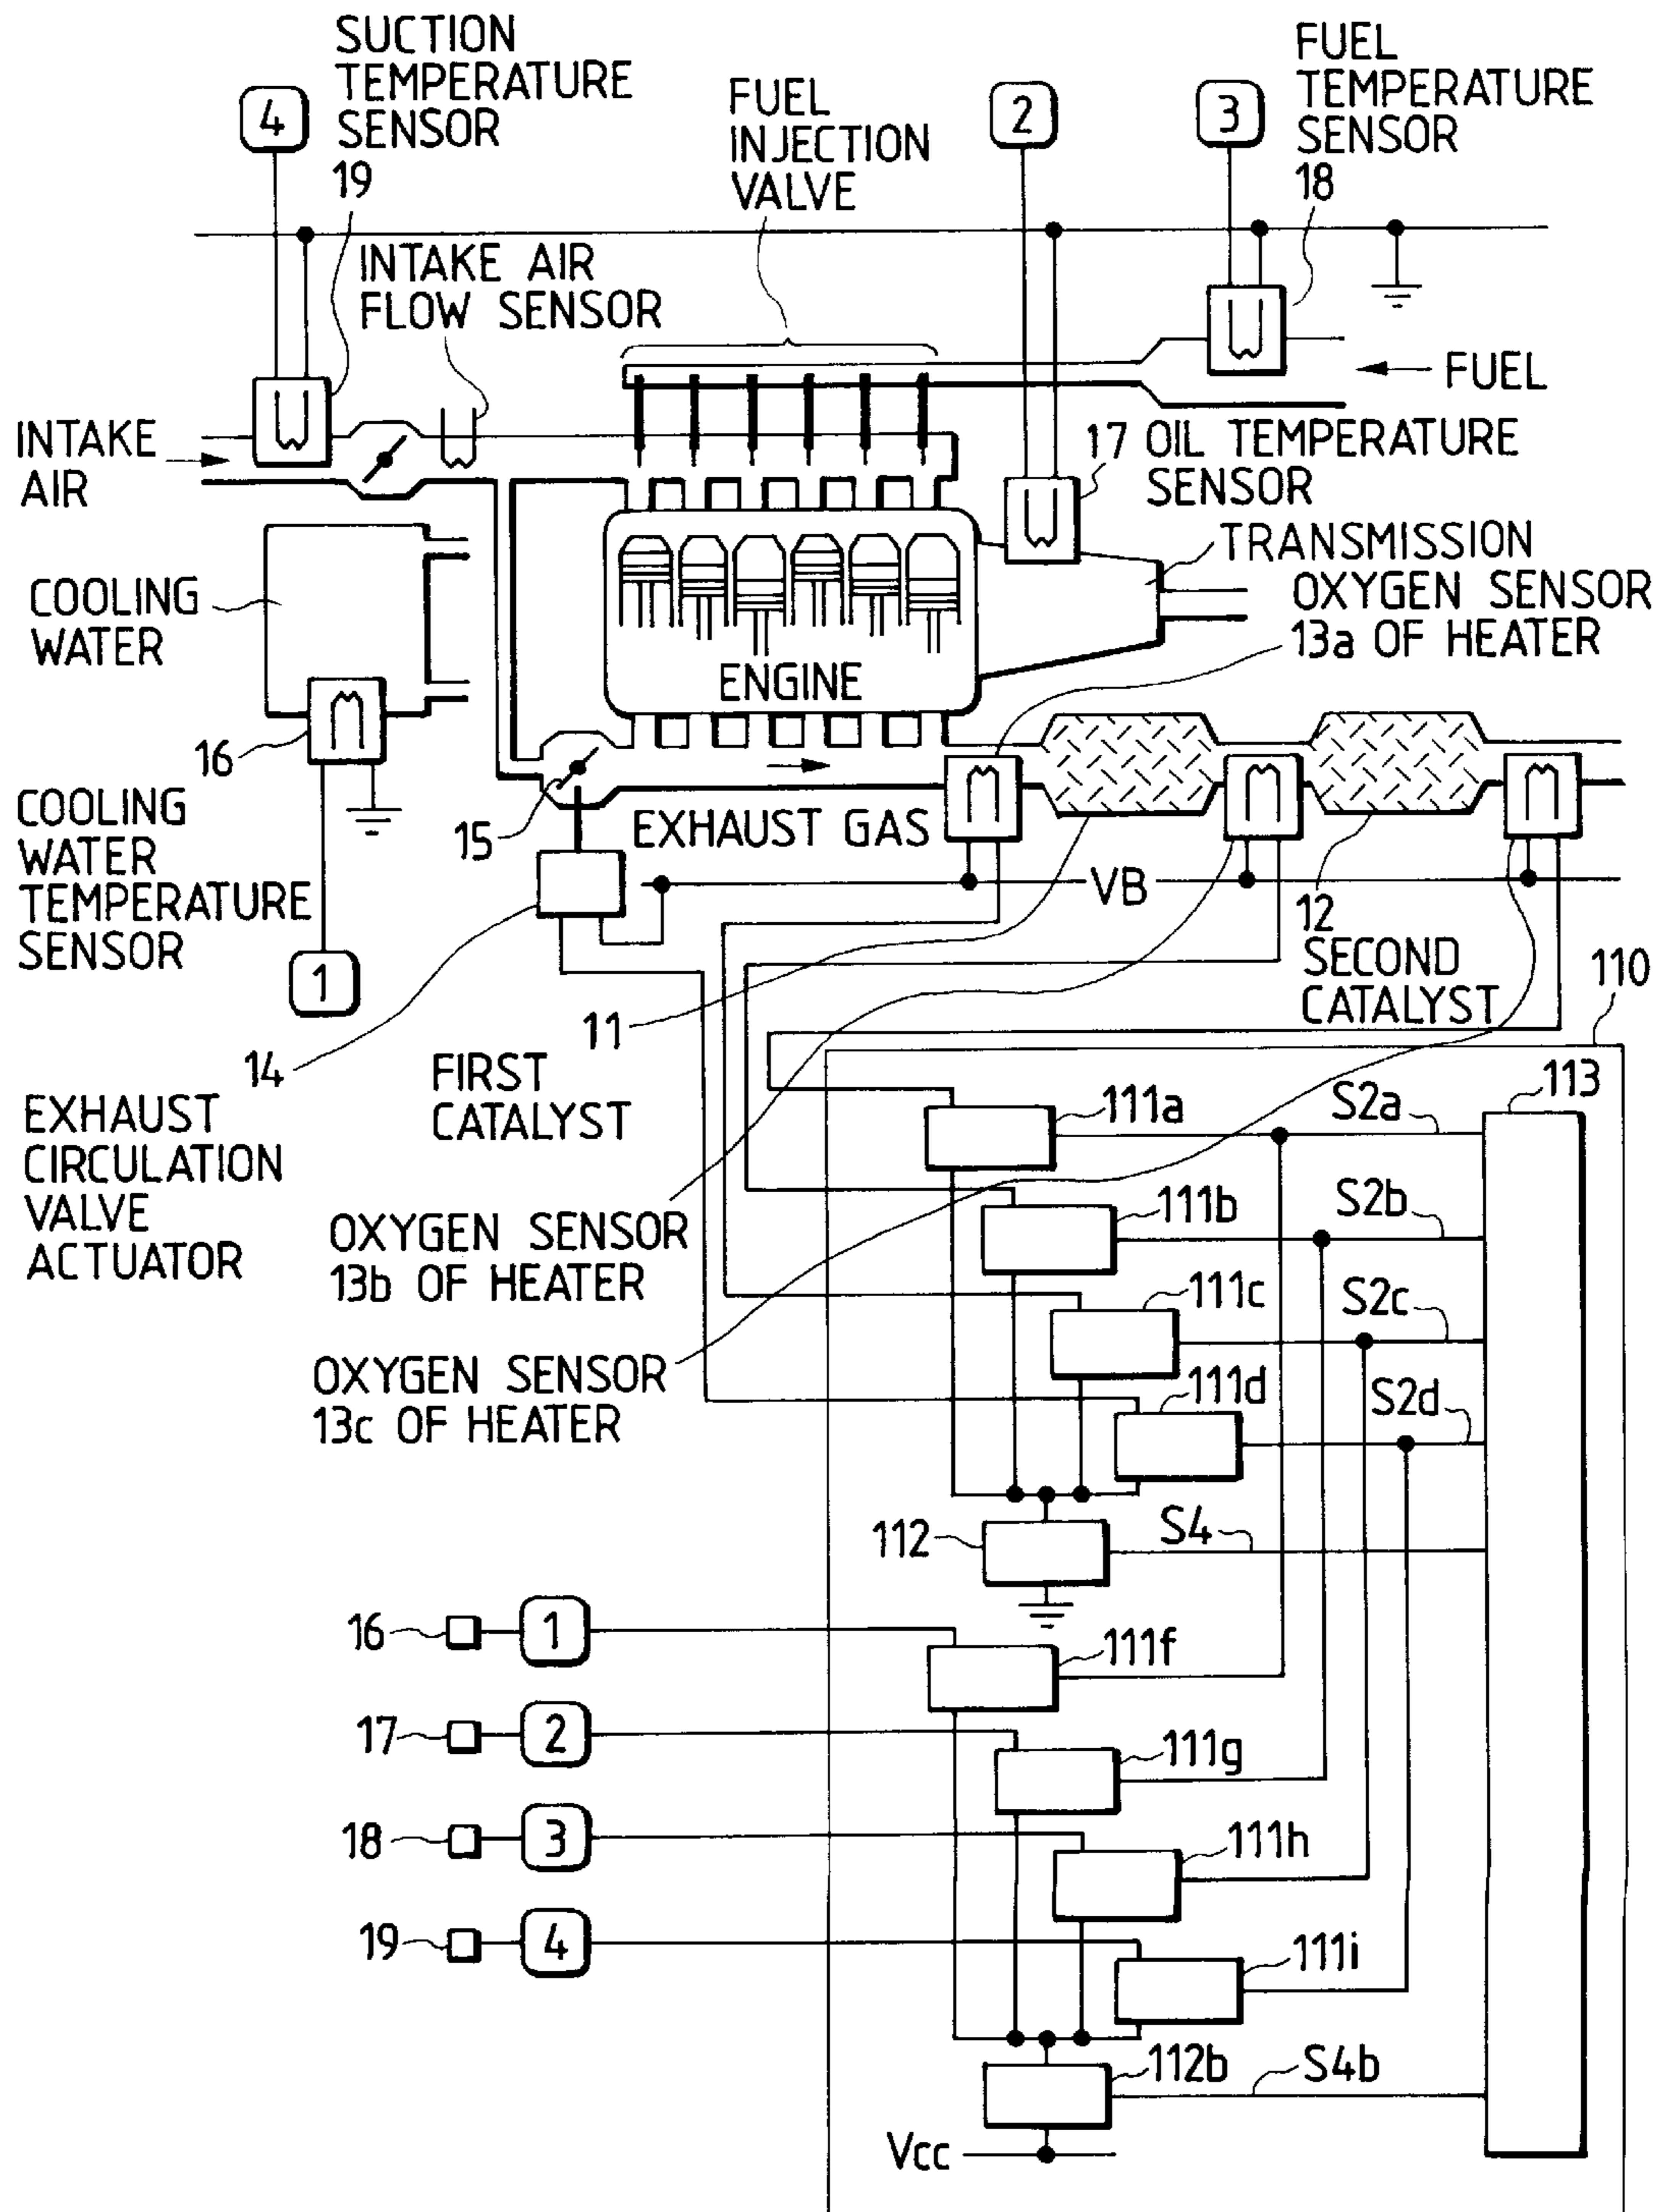 SUCTION
TEMPERATURE
SENSOR
19
4
FUEL
INJECTION
VALVE
2
3
FUEL
TEMPERATURE
SENSOR
18
INTAKE AIR
FLOW SENSOR
FUEL
INTAKE
AIR
17 OIL TEMPERATURE
SENSOR
TRANSMISSION
COOLING
WATER
OXYGEN SENSOR
13a OF HEATER
ENGINE
16
COOLING
WATER
TEMPERATURE
SENSOR
1
15
EXHAUST GAS
VB
12
SECOND
CATALYST
110
14
11
FIRST
CATALYST
EXHAUST
CIRCULATION
VALVE
ACTUATOR
111a
S2a
113
OXYGEN SENSOR
13b OF HEATER
111b
S2b
111c
S2c
OXYGEN SENSOR
13c OF HEATER
111d
S2d
112
S4
16
1
111f
17
2
111g
18
3
111h
19
4
111i
112b
S4b
Vcc